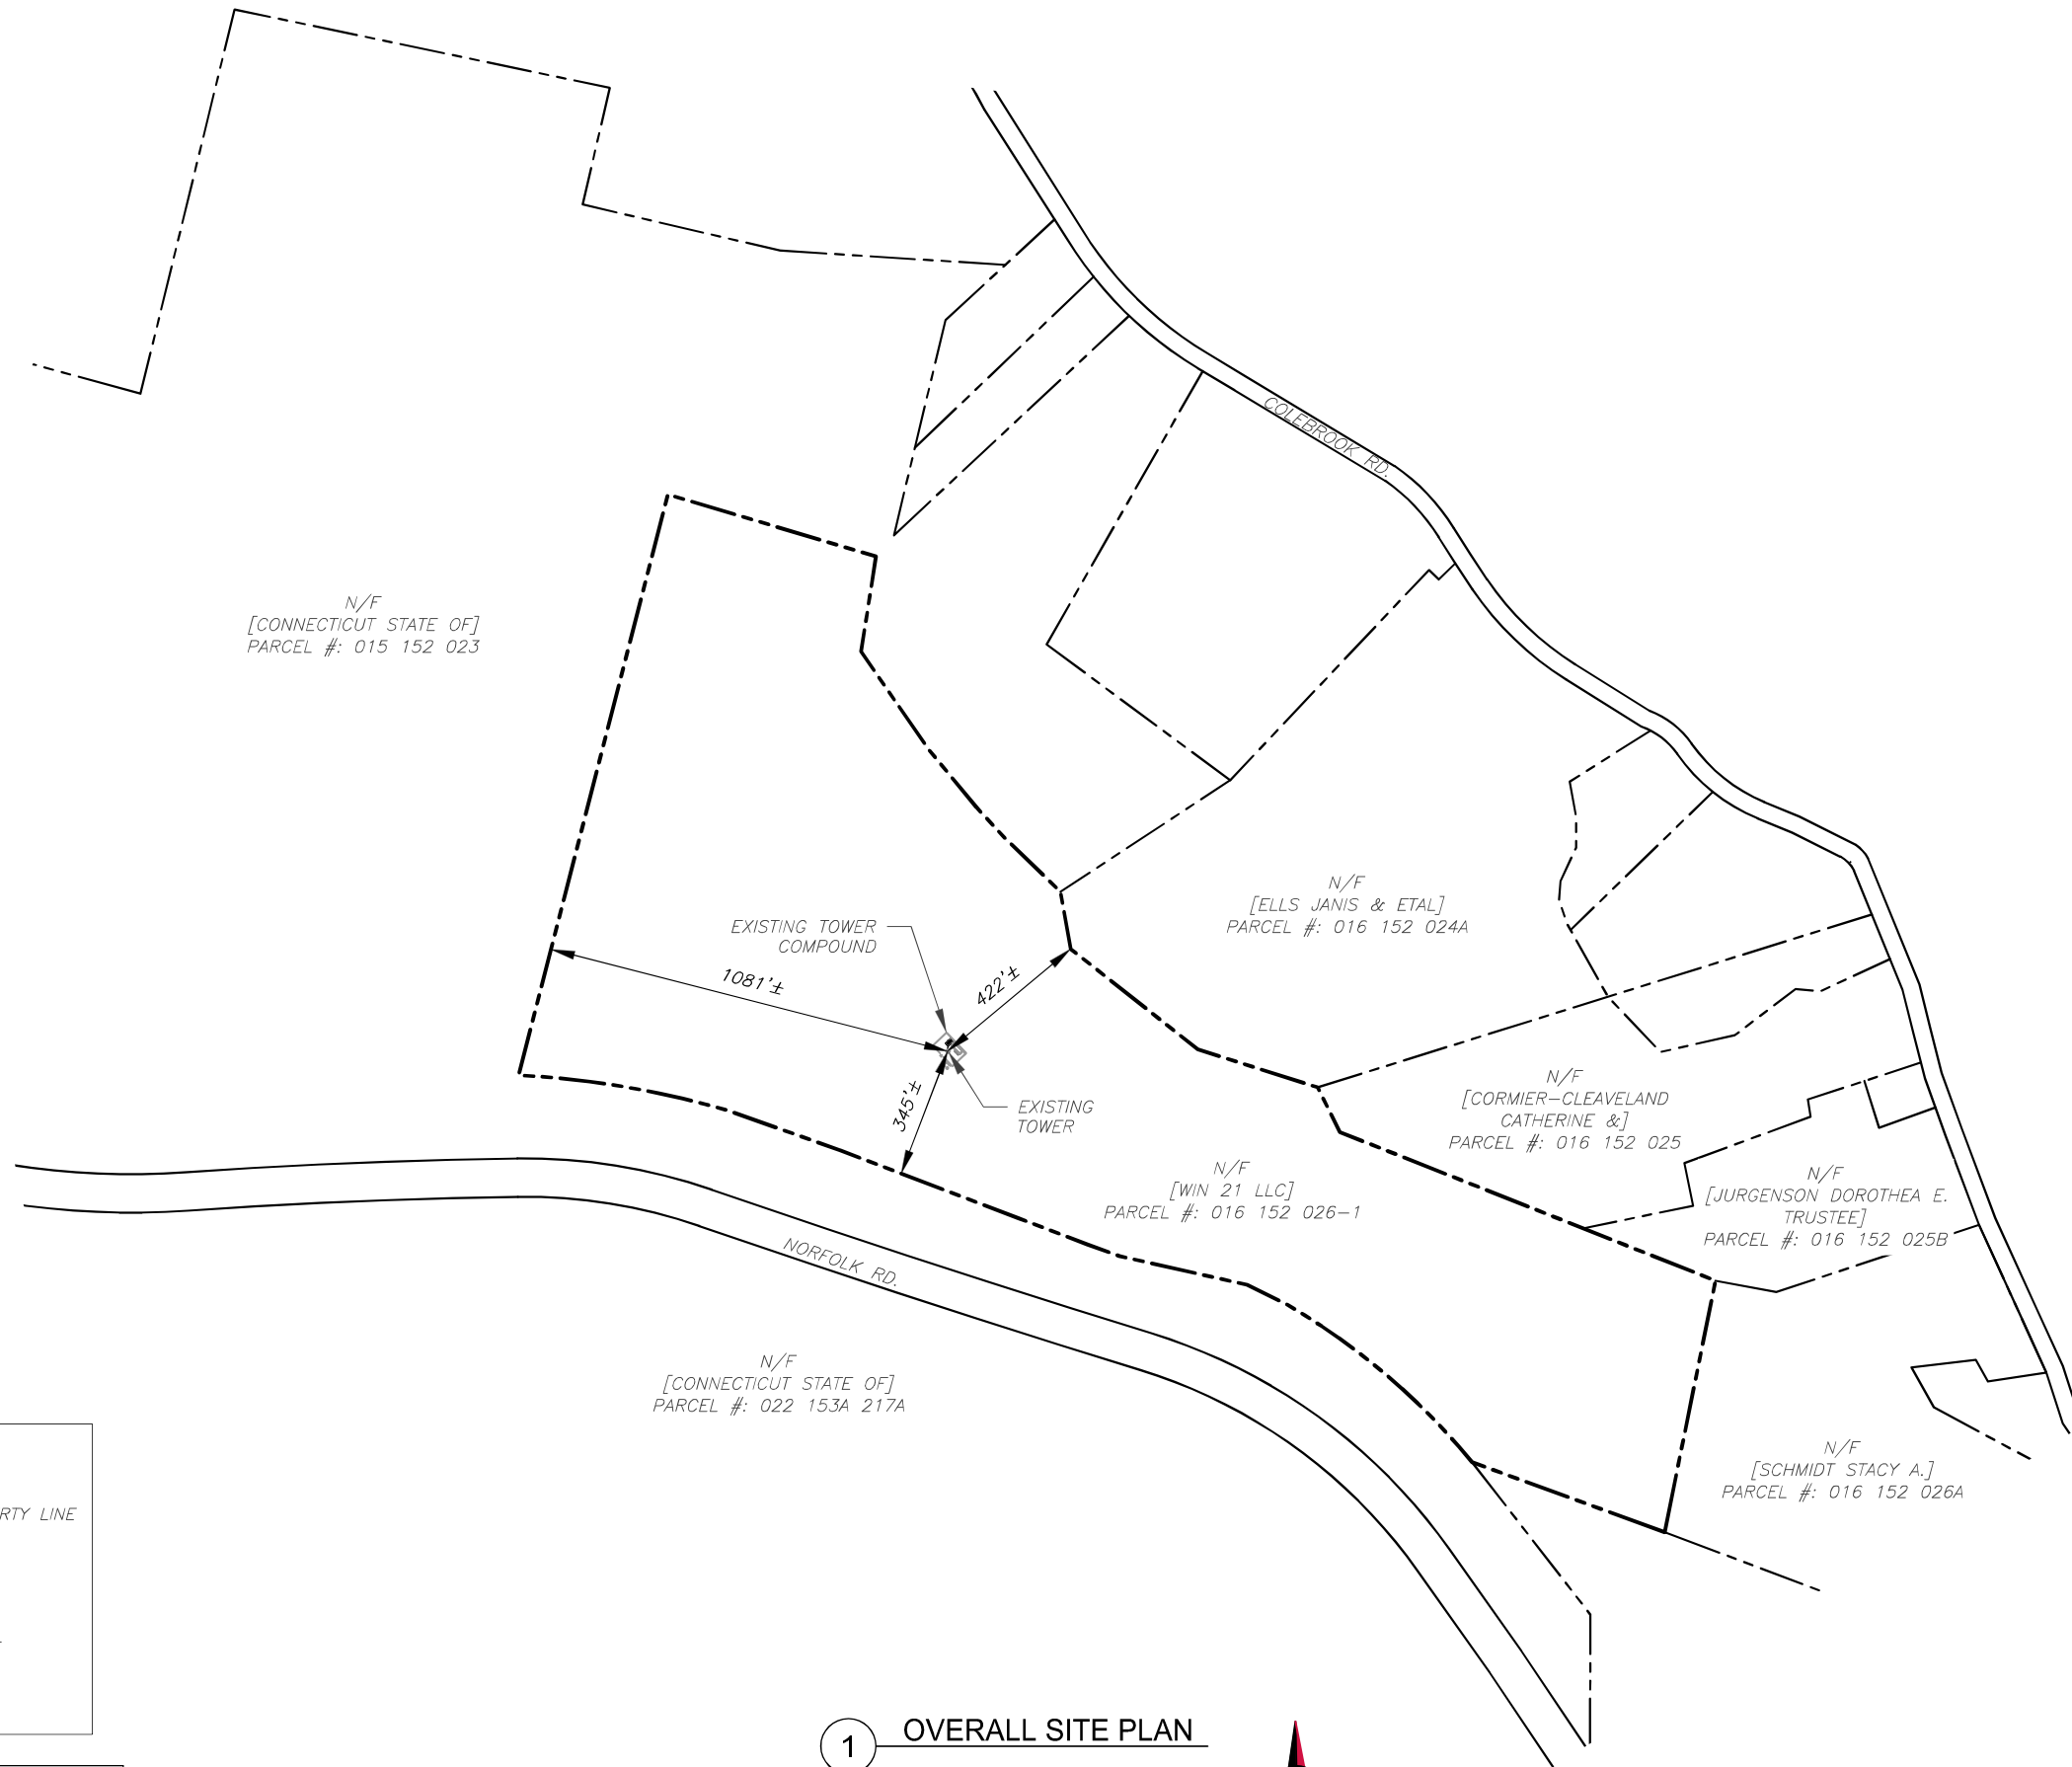 COLEBROOK RD.
N/F
[CONNECTICUT STATE OF]
PARCEL #: 015 152 023
N/F
[ELLS JANIS & ETAL]
PARCEL #: 016 152 024A
EXISTING TOWER
COMPOUND
1081'±
422'±
345'±
EXISTING
TOWER
N/F
[CORMIER-CLEAVELAND
CATHERINE &]
PARCEL #: 016 152 025
N/F
[WIN 21 LLC]
PARCEL #: 016 152 026-1
N/F
[JURGENSON DOROTHEA E.
TRUSTEE]
PARCEL #: 016 152 025B
NORFOLK RD.
N/F
[CONNECTICUT STATE OF]
PARCEL #: 022 153A 217A
N/F
[SCHMIDT STACY A.]
PARCEL #: 016 152 026A
RTY LINE
1
OVERALL SITE PLAN